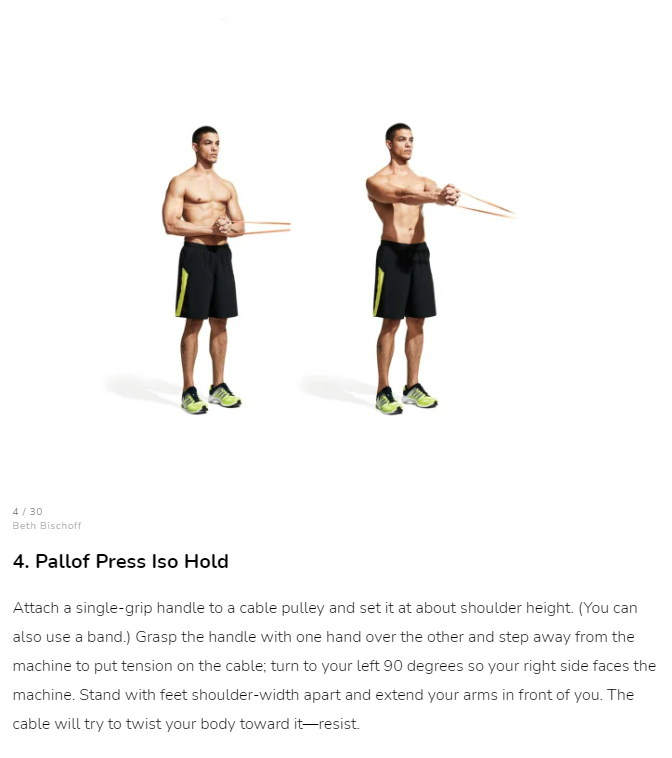 4 / 30
Beth Bischoff
4. Pallof Press Iso Hold
Attach a single-grip handle to a cable pulley and set it at about shoulder height. (You can
also use a band.) Grasp the handle with one hand over the other and step away from the
machine to put tension on the cable; turn to your left 90 degrees so your right side faces the
machine. Stand with feet shoulder-width apart and extend your arms in front of you. The
cable will try to twist your body toward it—resist.